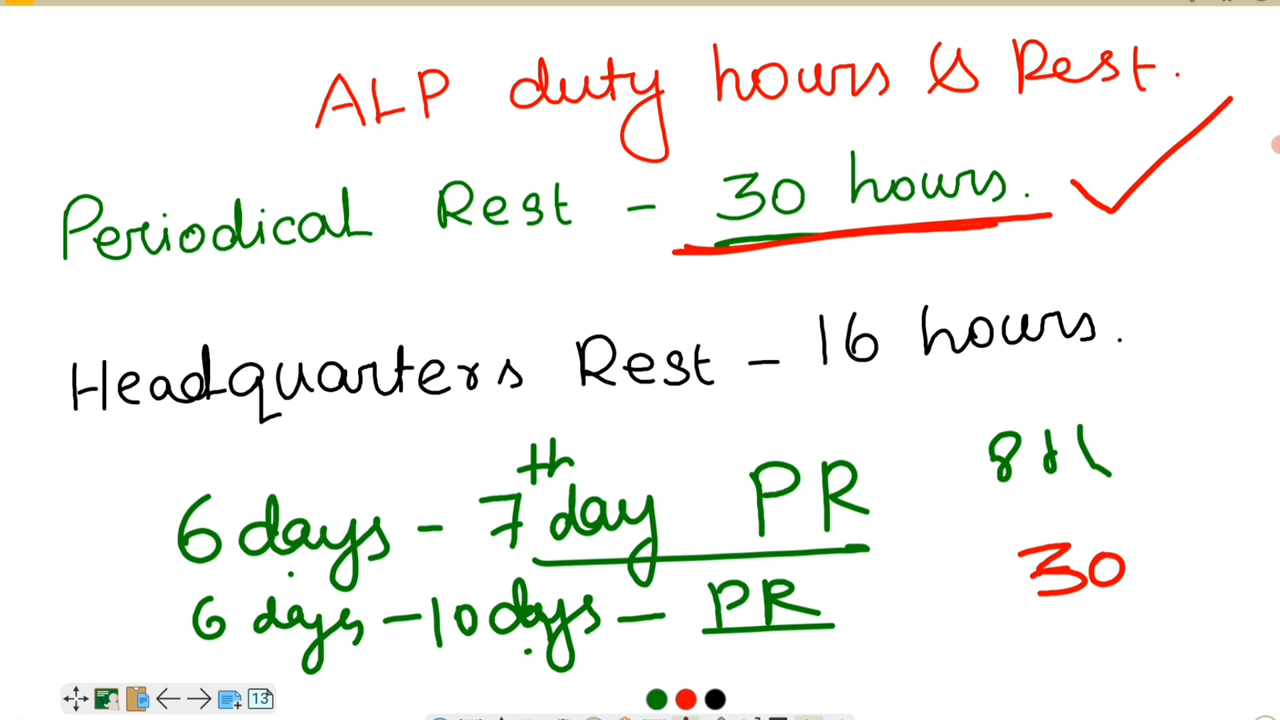 ALP duty hours & Rest.
Periodical Rest - 30 hours.
Headquarters Rest - 16 hours.
6 days - 7th day PR
8th
30
6 days - 10 days - PR
13